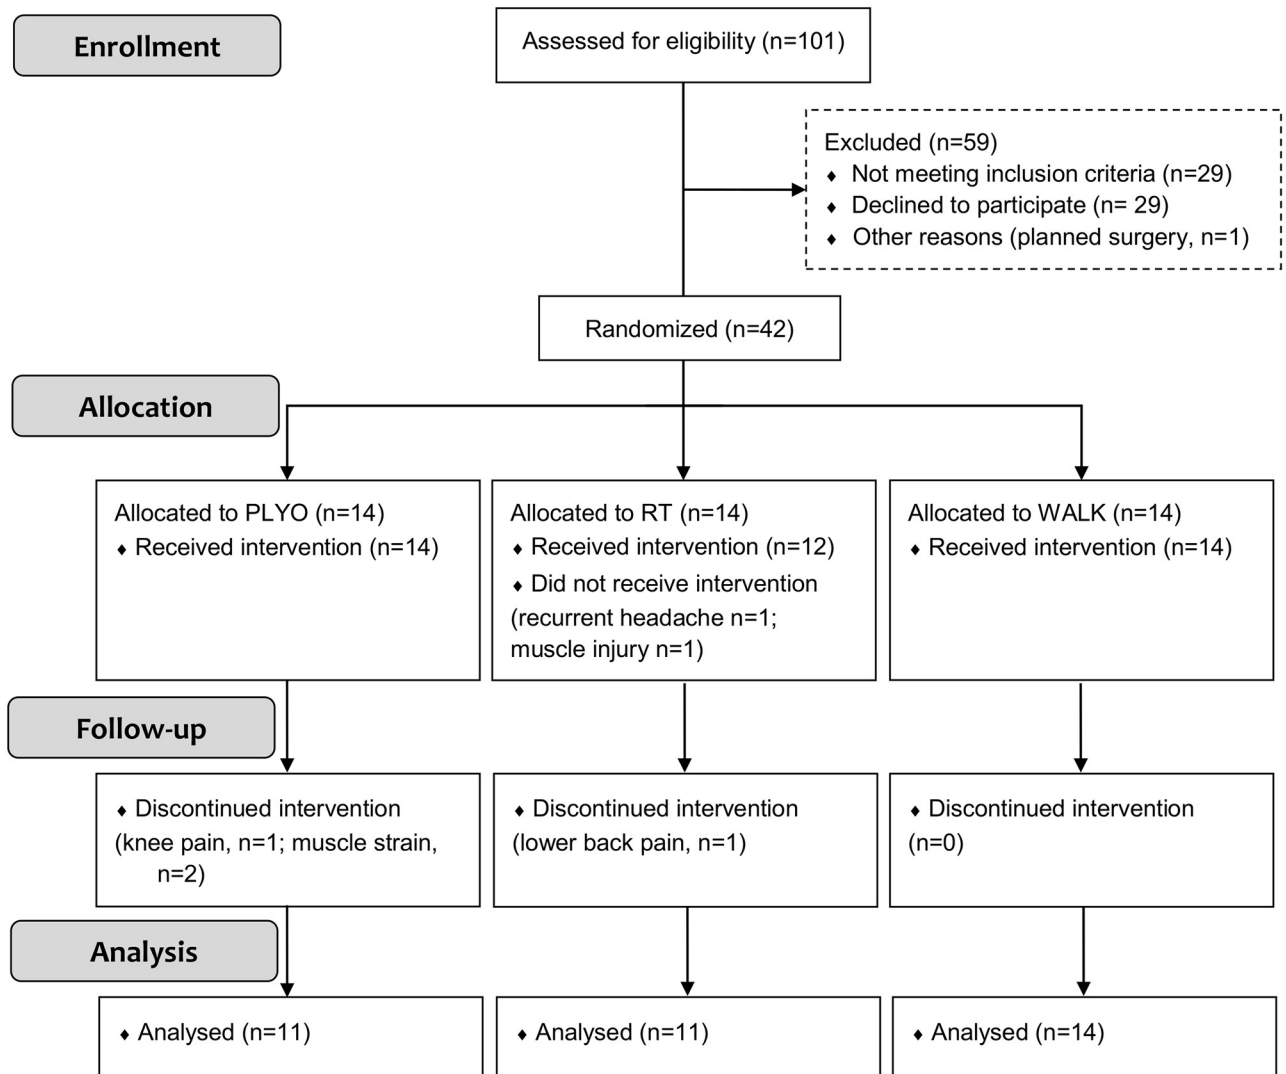 Enrollment
Assessed for eligibility (n=101)
Excluded (n=59)
♦ Not meeting inclusion criteria (n=29)
♦ Declined to participate (n= 29)
♦ Other reasons (planned surgery, n=1)
Randomized (n=42)
Allocation
Allocated to PLYO (n=14)
♦ Received intervention (n=14)
Allocated to RT (n=14)
♦ Received intervention (n=12)
♦ Did not receive intervention
(recurrent headache n=1;
muscle injury n=1)
Allocated to WALK (n=14)
♦ Received intervention (n=14)
Follow-up
♦ Discontinued intervention
(knee pain, n=1; muscle strain,
n=2)
♦ Discontinued intervention
(lower back pain, n=1)
♦ Discontinued intervention
(n=0)
Analysis
♦ Analysed (n=11)
♦ Analysed (n=11)
♦ Analysed (n=14)